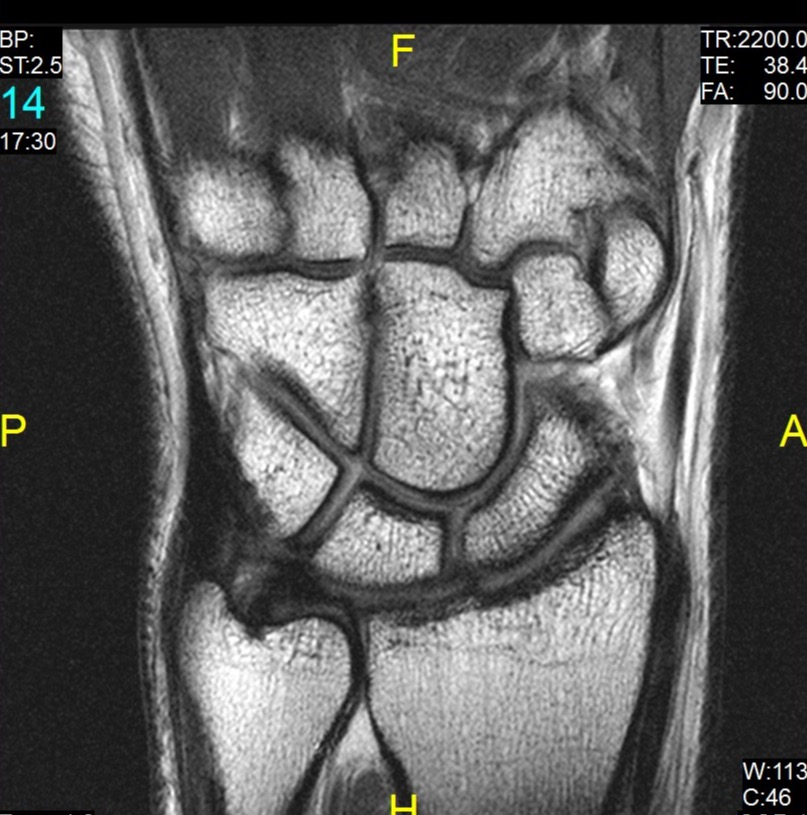 BP:
ST:2.5
14
17:30
F
TR:2200.0
TE: 38.4
FA: 90.0
P
A
W:113
C:46
H